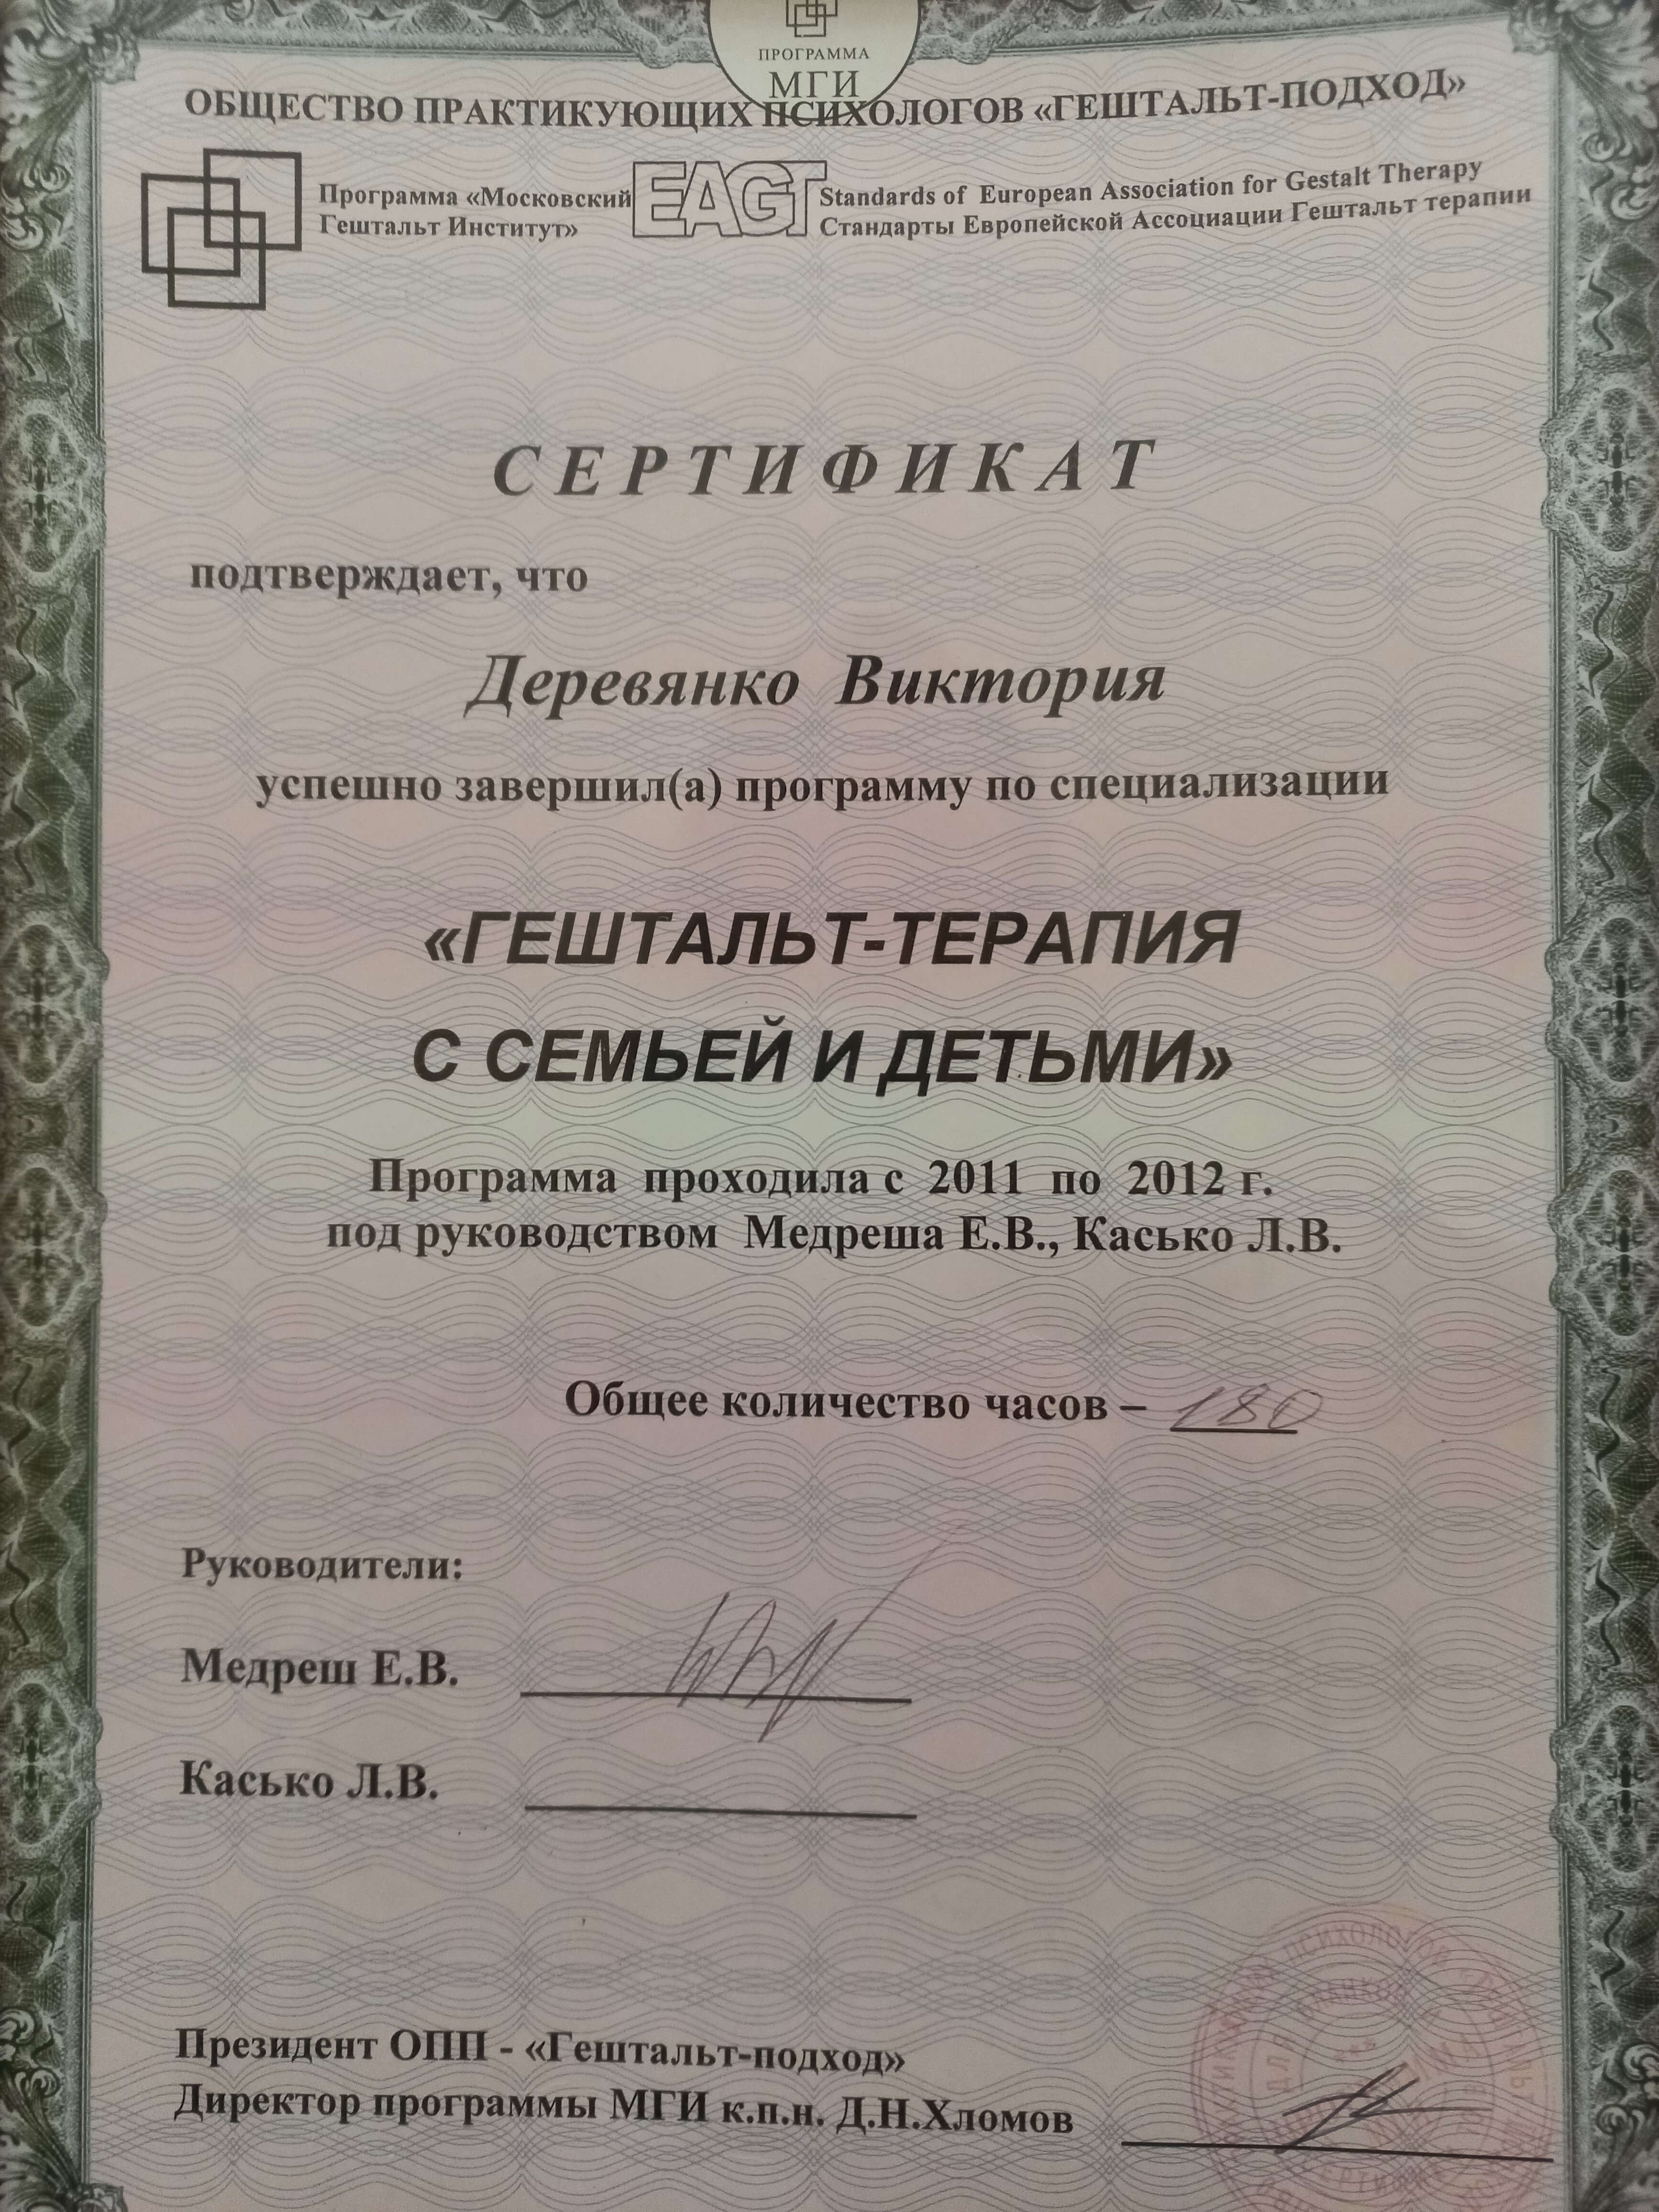 ПРОГРАММА
МГИ
ОБЩЕСТВО ПРАКТИКУЮЩИХ ПСИХОЛОГОВ «ГЕШТАЛЬТ-ПОДХОД»
Программа «Московский
Гештальт Институт»
EAGT
Standards of European Association for Gestalt Therapy
Стандарты Европейской Ассоциации Гештальт терапии
СЕРТИФИКАТ
подтверждает, что
Деревянко Виктория
успешно завершил(а) программу по специализации
«ГЕШТАЛЬТ-ТЕРАПИЯ
С СЕМЬЕЙ И ДЕТЬМИ»
Программа проходила с 2011 по 2012 г.
под руководством Медреша Е.В., Касько Л.В.
Общее количество часов – 180
Руководители:
Медреш Е.В.
Касько Л.В.
Президент ОПП - «Гештальт-подход»
Директор программы МГИ к.п.н. Д.Н.Хломов
ПСИХОЛОГОВ
ДЛЯ